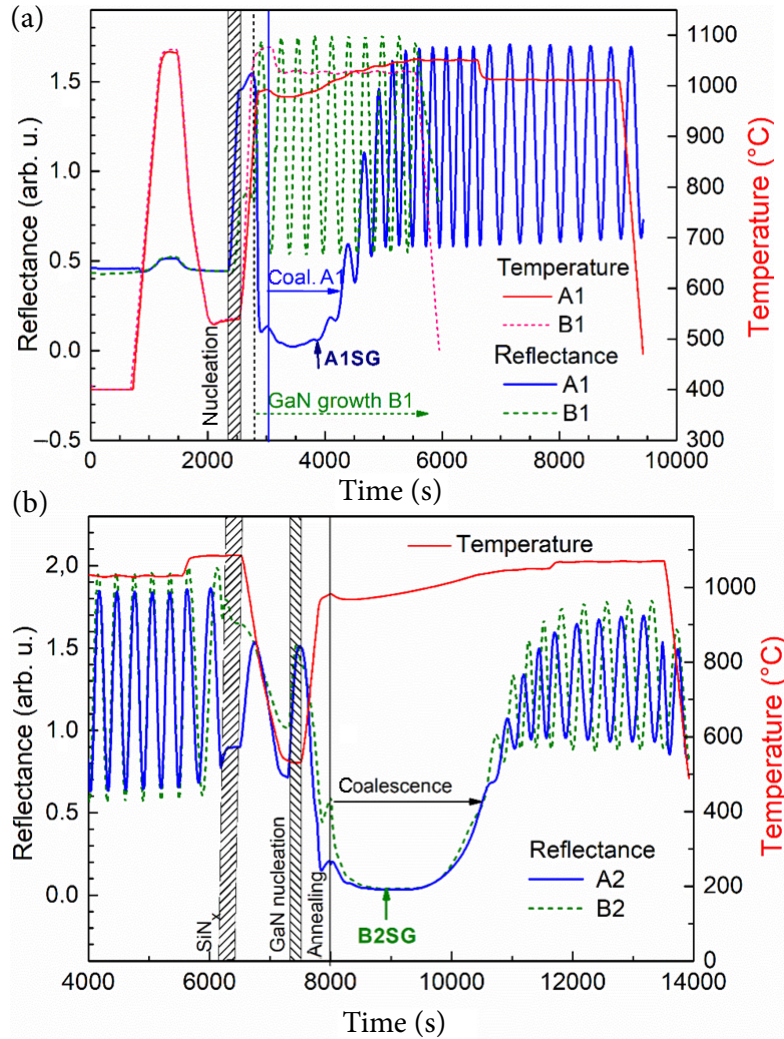 (a)
Reflectance (arb. u.)
1.5
1.0
0.5
0.0
−0.5
Nucleation
Coal. A1
A1SG
GaN growth B1
Temperature
A1
B1
Reflectance
A1
B1
1100
1000
900
800
700
600
500
400
300
Temperature (°C)
0 2000 4000 6000 8000 10000
Time (s)
(b)
Reflectance (arb. u.)
2.0
1.5
1.0
0.5
0.0
Temperature
SiNx
GaN nucleation
Annealing
Coalescence
B2SG
Reflectance
A2
B2
1000
800
600
400
200
0
Temperature (°C)
4000 6000 8000 10000 12000 14000
Time (s)